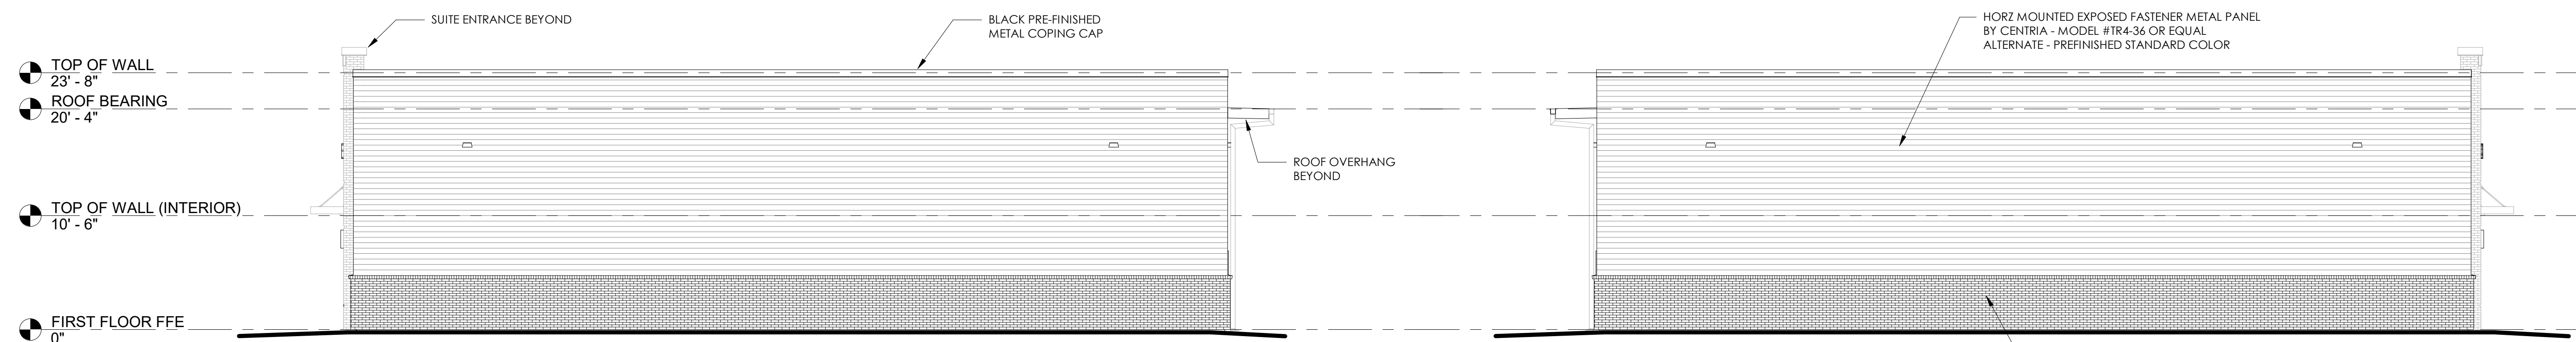 SUITE ENTRANCE BEYOND
BLACK PRE-FINISHED
METAL COPING CAP
HORZ MOUNTED EXPOSED FASTENER METAL PANEL
BY CENTRIA - MODEL #TR4-36 OR EQUAL
ALTERNATE - PREFINISHED STANDARD COLOR
TOP OF WALL
23' - 8"
ROOF BEARING
20' - 4"
ROOF OVERHANG
BEYOND
TOP OF WALL (INTERIOR)
10' - 6"
FIRST FLOOR FFE
0"